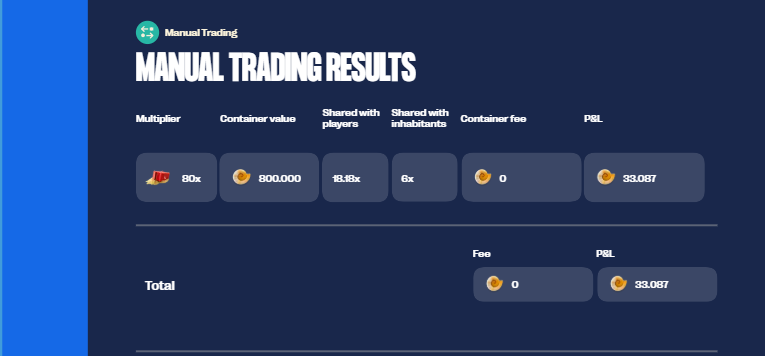 Manual Trading
MANUAL TRADING RESULTS
Multiplier Container value Shared with players Shared with inhabitants Container fee P&L
80x 800.000 18.18x 6x 0 33.087
Fee P&L
Total 0 33.087